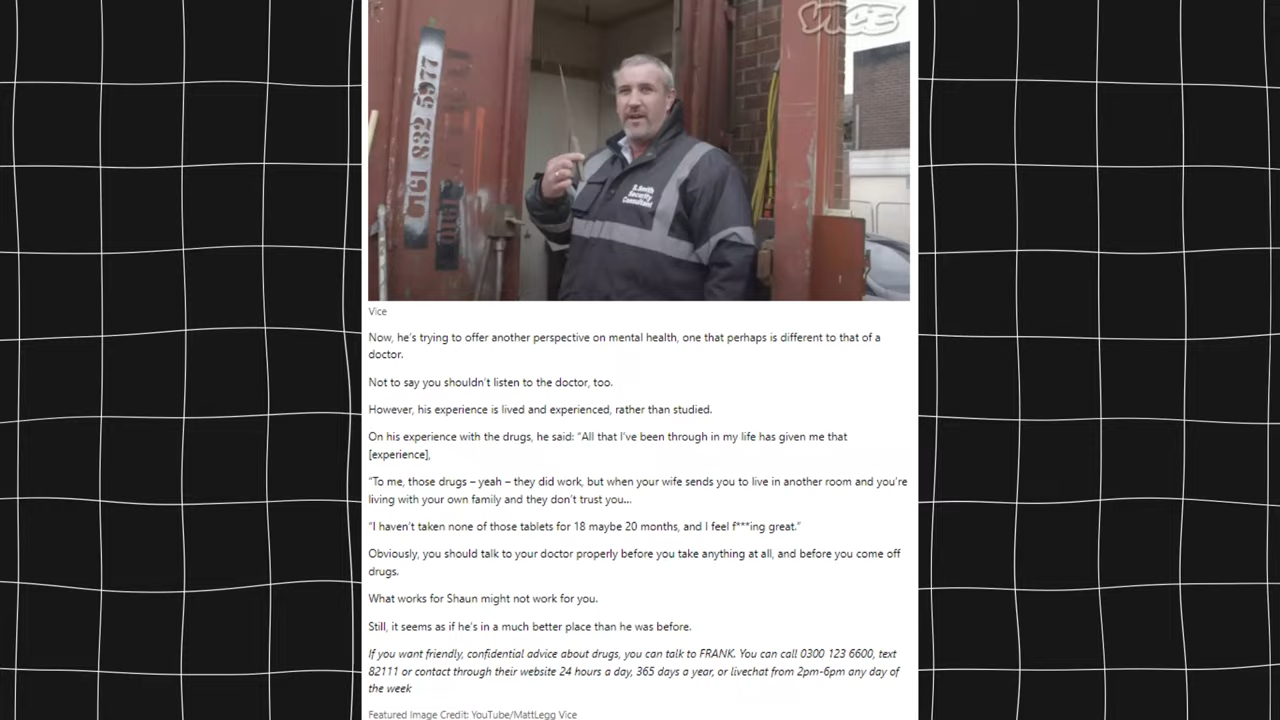 VICE
0161 832 5077
0161
S.Smith
Security
Consultant
Vice
Now, he's trying to offer another perspective on mental health, one that perhaps is different to that of a
doctor.
Not to say you shouldn't listen to the doctor, too.
However, his experience is lived and experienced, rather than studied.
On his experience with the drugs, he said: "All that I've been through in my life has given me that
[experience],
"To me, those drugs – yeah – they did work, but when your wife sends you to live in another room and you're
living with your own family and they don't trust you...
"I haven't taken none of those tablets for 18 maybe 20 months, and I feel f***ing great."
Obviously, you should talk to your doctor properly before you take anything at all, and before you come off
drugs.
What works for Shaun might not work for you.
Still, it seems as if he's in a much better place than he was before.
If you want friendly, confidential advice about drugs, you can talk to FRANK. You can call 0300 123 6600, text
82111 or contact through their website 24 hours a day, 365 days a year, or livechat from 2pm-6pm any day of
the week
Featured Image Credit: YouTube/MattLegg Vice